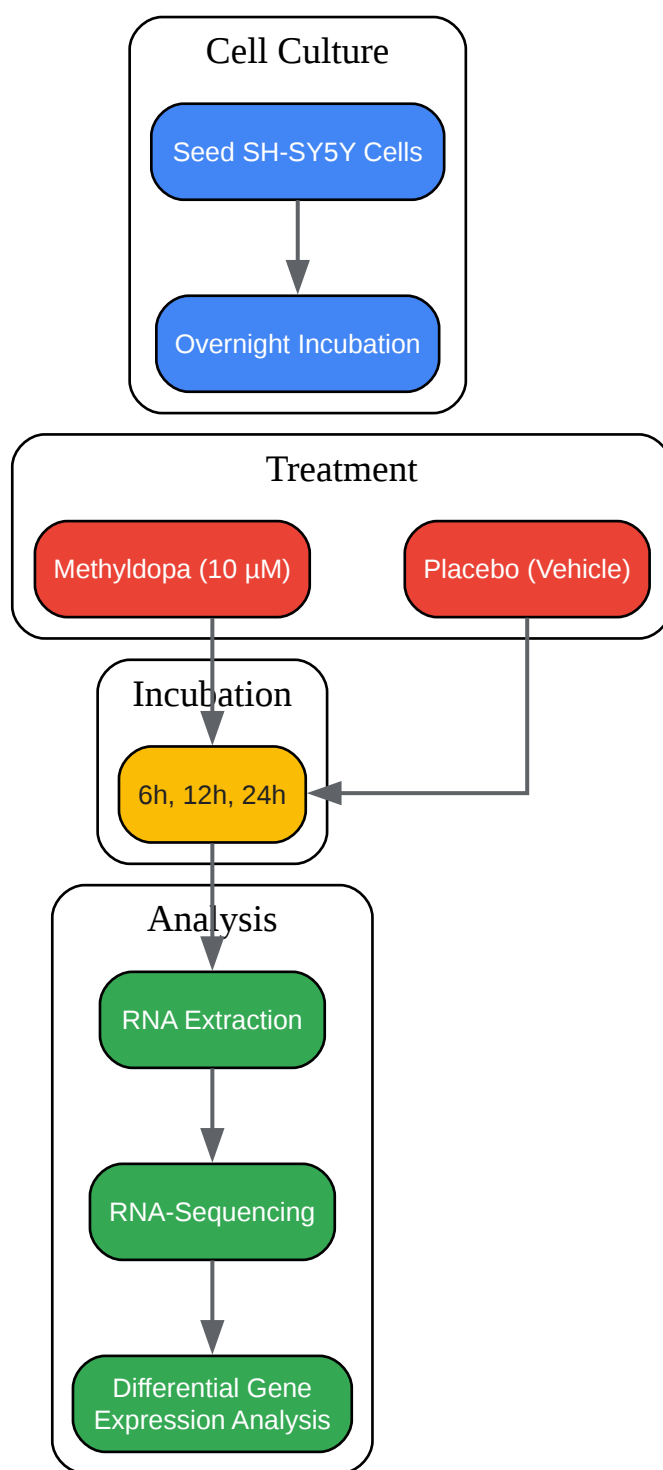 Cell Culture
Seed SH-SY5Y Cells
Overnight Incubation
Treatment
Methyldopa (10 µM)
Placebo (Vehicle)
Incubation
6h, 12h, 24h
Analysis
RNA Extraction
RNA-Sequencing
Differential Gene
Expression Analysis